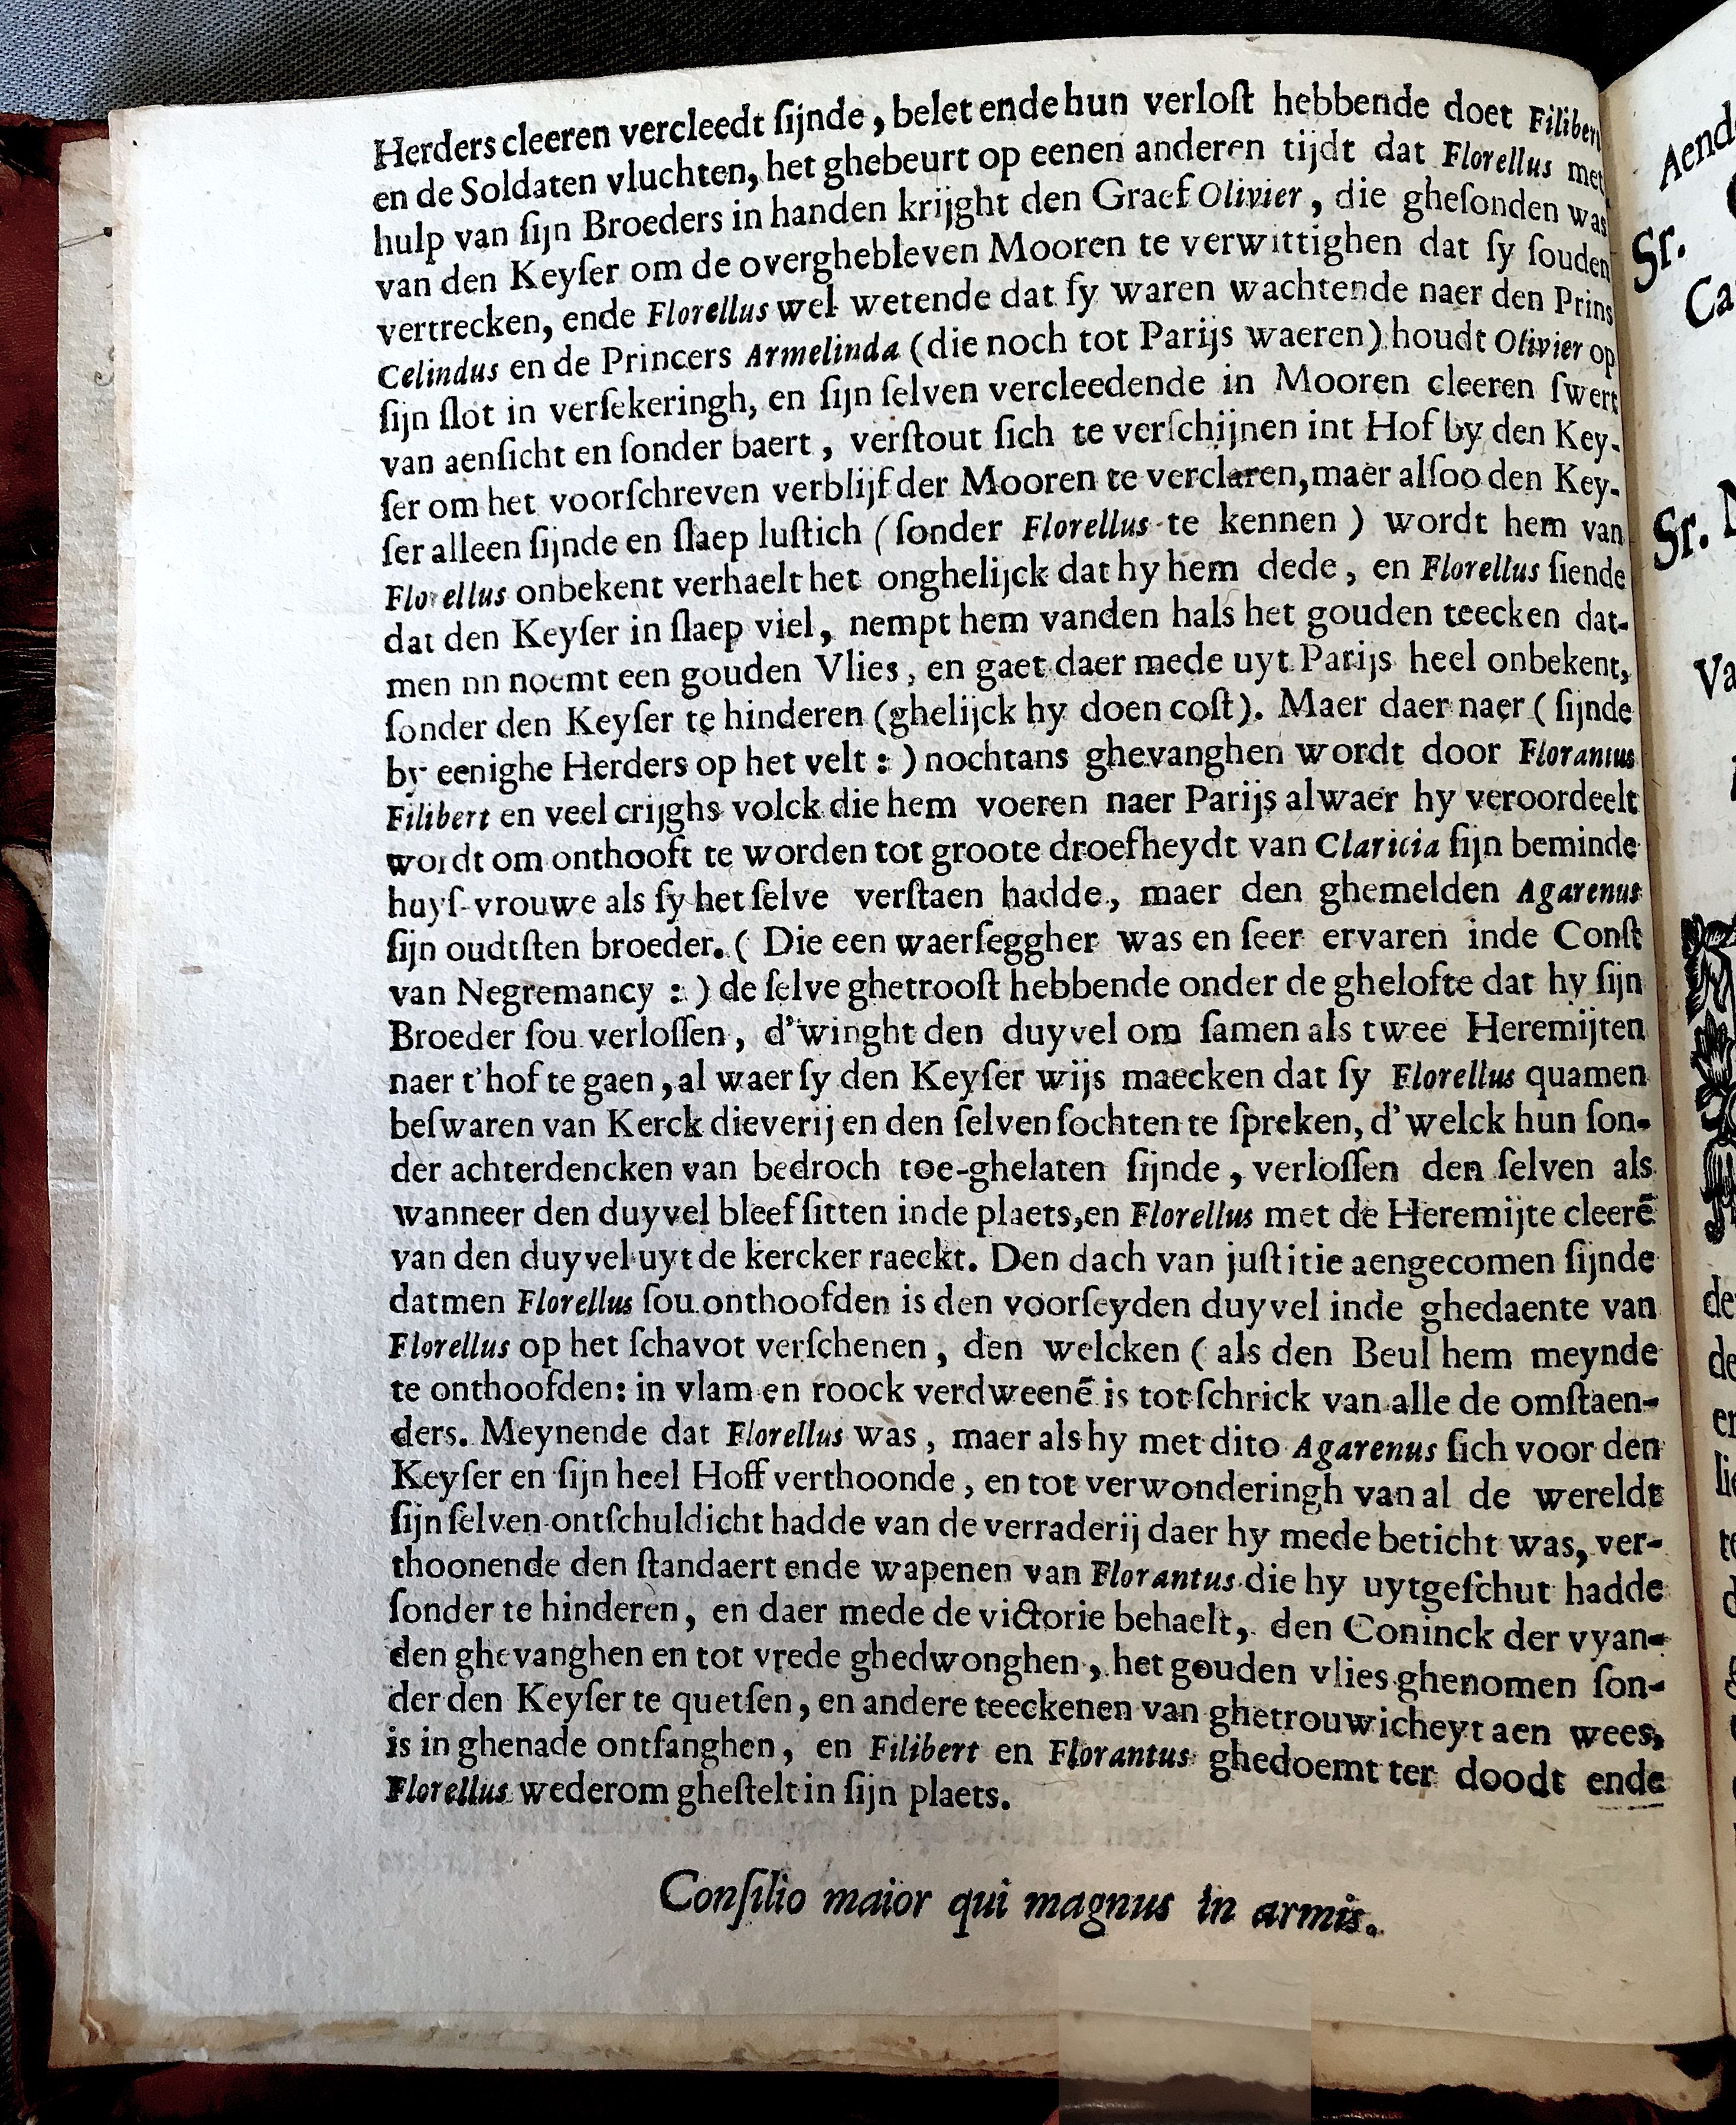 Herders cleeren vercleedt ſijnde, belet ende hun verloſt hebbende doet Filibert
en de Soldaten vluchten, het ghebeurt op eenen anderen tijdt dat Florellus met
hulp van ſijn Broeders in handen krijght den Graef Olivier, die gheſonden was
van den Keyſer om de overghebleven Mooren te verwittighen dat ſy ſouden
vertrecken, ende Florellus wel wetende dat ſy waren wachtende naer den Prins
Celindus en de Princers Armelinda (die noch tot Parijs waeren) houdt Olivier op
ſijn ſlot in verſekeringh, en ſijn ſelven vercleedende in Mooren cleeren ſwert
van aenſicht en ſonder baert, verſtout ſich te verſchijnen int Hof by den Key-
ſer om het voorſchreven verblijf der Mooren te verclaren, maer alſoo den Key-
ſer alleen ſijnde en ſlaep luſtich (ſonder Florellus te kennen) wordt hem van
Florellus onbekent verhaelt het onghelijck dat hy hem dede, en Florellus ſiende
dat den Keyſer in ſlaep viel, nempt hem vanden hals het gouden teecken dat-
men nn noemt een gouden Vlies, en gaet daer mede uyt Parijs heel onbekent,
ſonder den Keyſer te hinderen (ghelijck hy doen coſt). Maer daer naer (ſijnde
by eenighe Herders op het velt:) nochtans ghevanghen wordt door Florantus
Filibert en veel crijghs volck die hem voeren naer Parijs alwaer hy veroordeelt
wordt om onthooft te worden tot groote droefheydt van Claricia ſijn beminde
huyſ-vrouwe als ſy het ſelve verſtaen hadde, maer den ghemelden Agarenus
ſijn oudtſten broeder. (Die een waerſeggher was en ſeer ervaren inde Conſt
van Negremancy:) de ſelve ghetrooſt hebbende onder de ghelofte dat hy ſijn
Broeder ſou verloſſen, d'winght den duyvel om ſamen als twee Heremijten
naer t'hof te gaen, al waer ſy den Keyſer wijs maecken dat ſy Florellus quamen
beſwaren van Kerck dieverij en den ſelven ſochten te ſpreken, d'welck hun ſon-
der achterdencken van bedroch toe-ghelaten ſijnde, verloſſen den ſelven als
wanneer den duyvel bleef ſitten inde plaets, en Florellus met de Heremijte cleerē
van den duyvel uyt de kercker raeckt. Den dach van juſtitie aengecomen ſijnde
datmen Florellus ſou onthoofden is den voorſeyden duyvel inde ghedaente van
Florellus op het ſchavot verſchenen, den welcken (als den Beul hem meynde
te onthoofden: in vlam en roock verdweenē is tot ſchrick van alle de omſtaen-
ders. Meynende dat Florellus was, maer als hy met dito Agarenus ſich voor den
Keyſer en ſijn heel Hoff verthoonde, en tot verwonderingh van al de wereldt
ſijn ſelven ontſchuldicht hadde van de verraderij daer hy mede beticht was, ver-
thoonende den ſtandaert ende wapenen van Florantus die hy uytgeſchut hadde
ſonder te hinderen, en daer mede de victorie behaelt, den Coninck der vyan-
den ghevanghen en tot vrede ghedwonghen, het gouden vlies ghenomen ſon-
der den Keyſer te quetſen, en andere teeckenen van ghetrouwicheyt aen wees,
is in ghenade ontfanghen, en Filibert en Florantus ghedoemt ter doodt ende
Florellus wederom gheſtelt in ſijn plaets.
Conſilio maior qui magnus in armis.
Sr.
Sr.